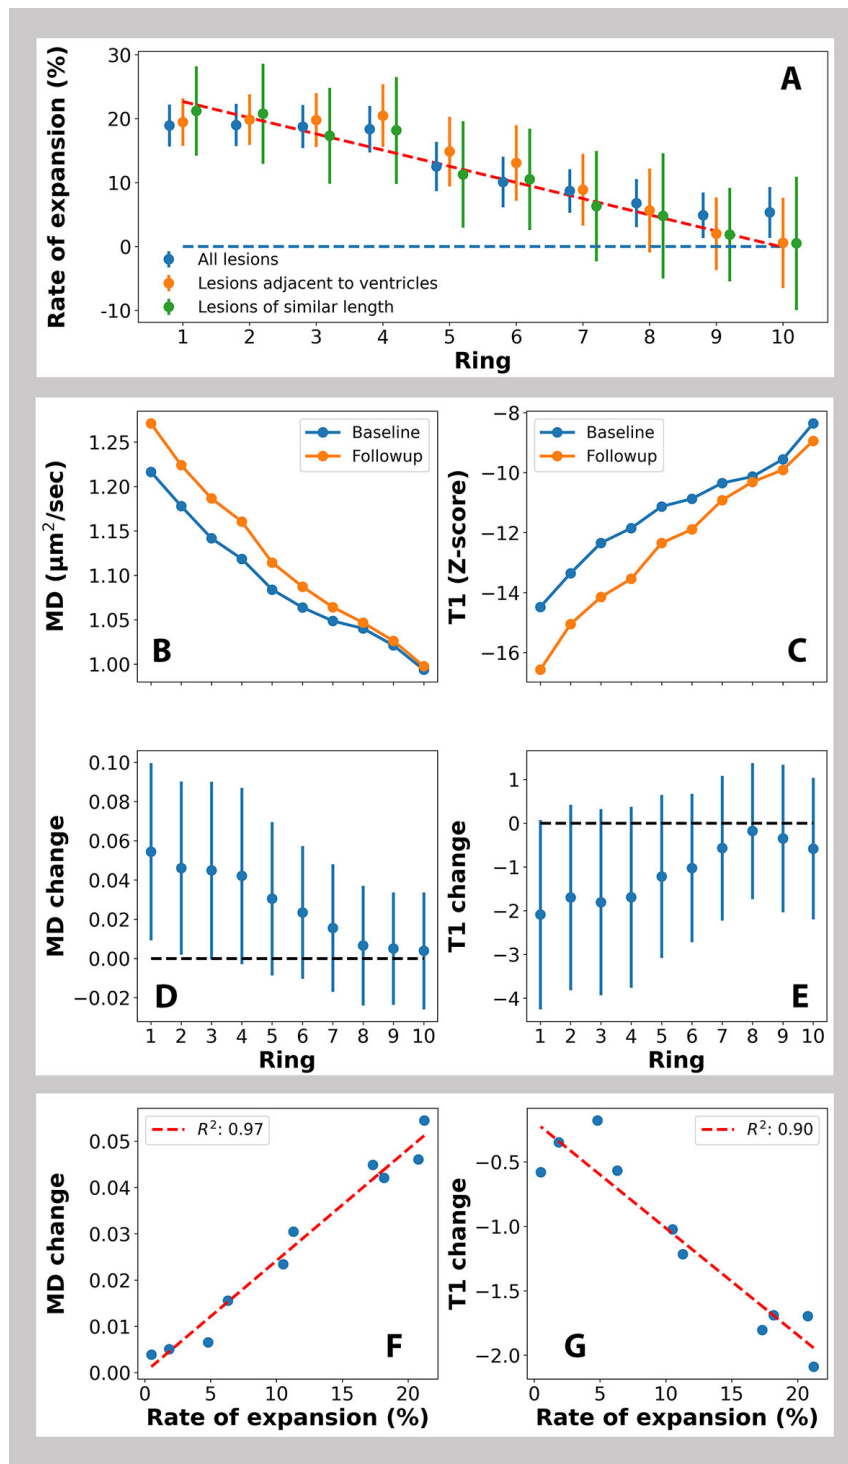 Rate of expansion (%)
30
20
10
0
-10
A
All lesions
Lesions adjacent to ventricles
Lesions of similar length
1 2 3 4 5 6 7 8 9 10
Ring
MD (µm²/sec)
1.25
1.20
1.15
1.10
1.05
1.00
Baseline
Followup
B
T1 (Z-score)
−8
−10
−12
−14
−16
Baseline
Followup
C
MD change
0.10
0.08
0.06
0.04
0.02
0.00
−0.02
D
1 2 3 4 5 6 7 8 9 10
Ring
T1 change
1
0
−1
−2
−3
−4
E
1 2 3 4 5 6 7 8 9 10
Ring
MD change
0.05
0.04
0.03
0.02
0.01
0.00
R²: 0.97
F
0 5 10 15 20
Rate of expansion (%)
T1 change
−0.5
−1.0
−1.5
−2.0
R²: 0.90
G
0 5 10 15 20
Rate of expansion (%)